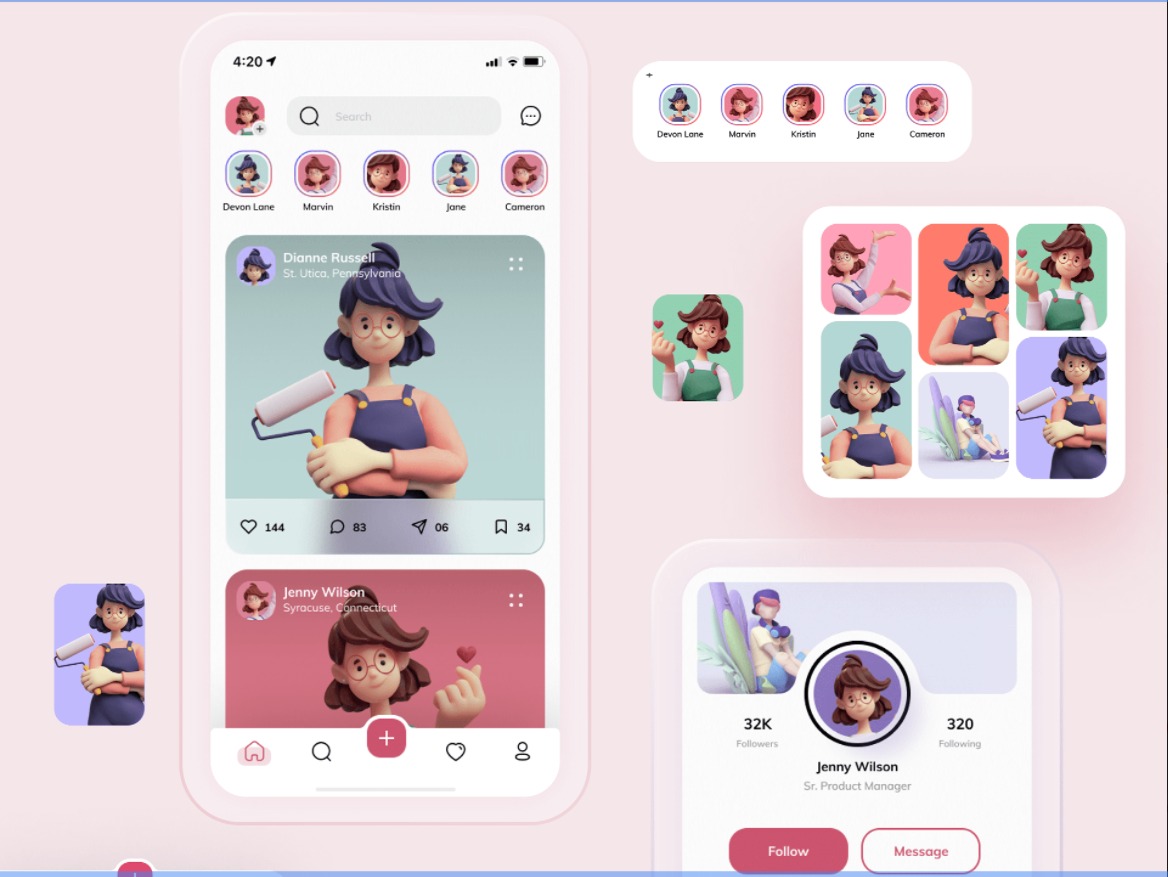 4:20
Search
Devon Lane
Marvin
Kristin
Jane
Cameron
Dianne Russell
St. Utica, Pennsylvania
144
83
06
34
Jenny Wilson
Syracuse, Connecticut
Devon Lane
Marvin
Kristin
Jane
Cameron
32K
Followers
320
Following
Jenny Wilson
Sr. Product Manager
Follow
Message